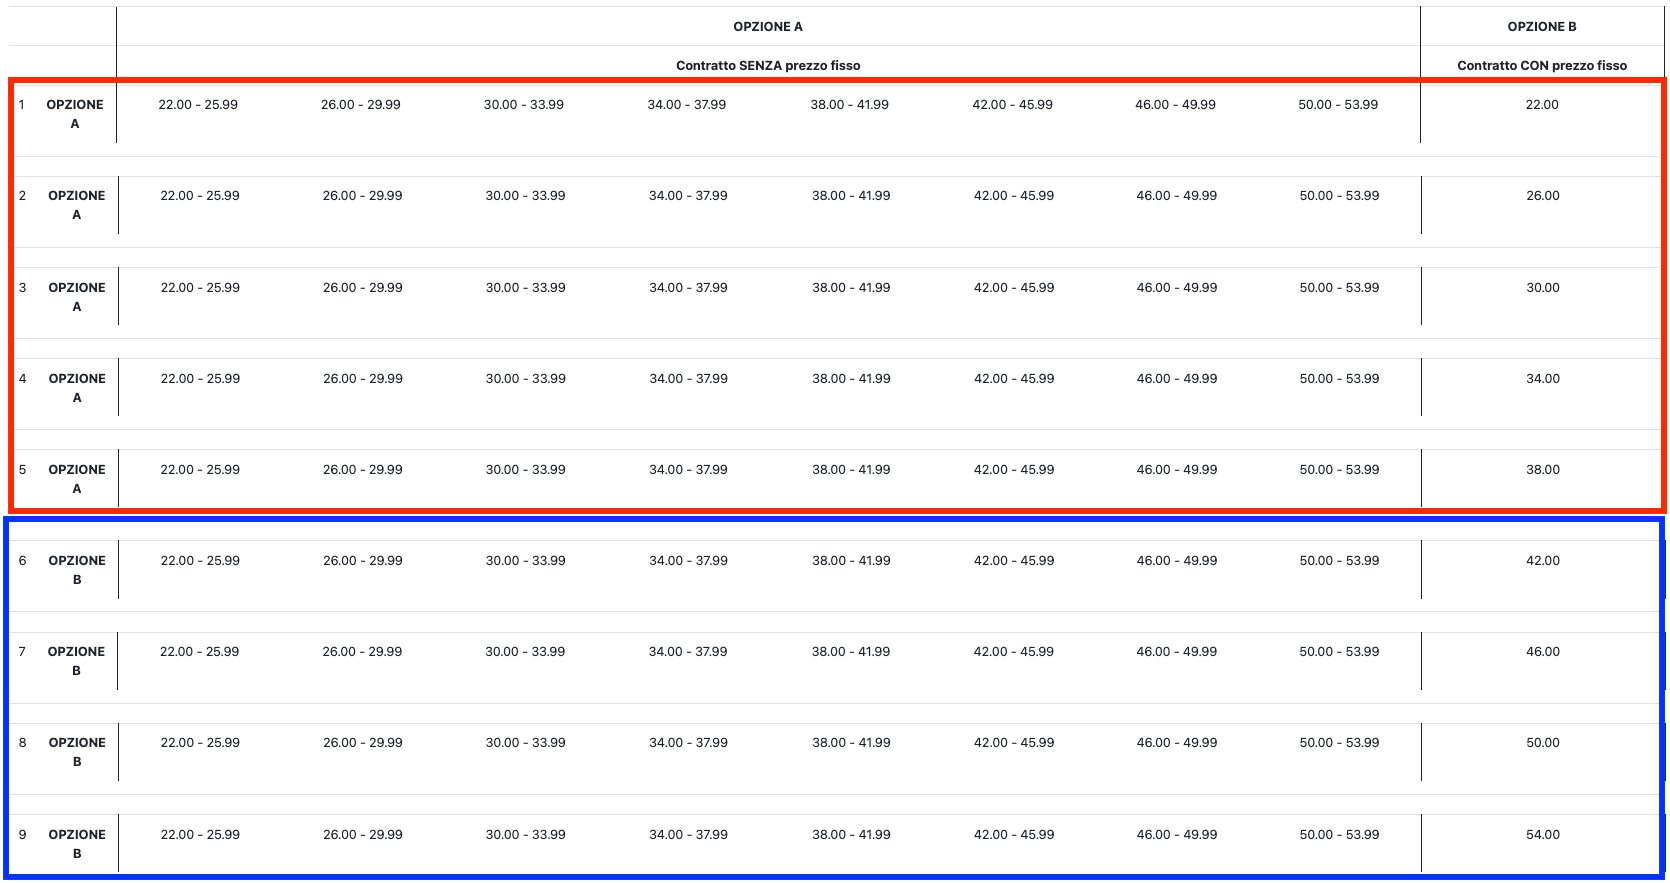 OPZIONE A OPZIONE B
Contratto SENZA prezzo fisso Contratto CON prezzo fisso
1 OPZIONE 22.00 - 25.99 26.00 - 29.99 30.00 - 33.99 34.00 - 37.99 38.00 - 41.99 42.00 - 45.99 46.00 - 49.99 50.00 - 53.99 22.00
A
2 OPZIONE 22.00 - 25.99 26.00 - 29.99 30.00 - 33.99 34.00 - 37.99 38.00 - 41.99 42.00 - 45.99 46.00 - 49.99 50.00 - 53.99 26.00
A
3 OPZIONE 22.00 - 25.99 26.00 - 29.99 30.00 - 33.99 34.00 - 37.99 38.00 - 41.99 42.00 - 45.99 46.00 - 49.99 50.00 - 53.99 30.00
A
4 OPZIONE 22.00 - 25.99 26.00 - 29.99 30.00 - 33.99 34.00 - 37.99 38.00 - 41.99 42.00 - 45.99 46.00 - 49.99 50.00 - 53.99 34.00
A
5 OPZIONE 22.00 - 25.99 26.00 - 29.99 30.00 - 33.99 34.00 - 37.99 38.00 - 41.99 42.00 - 45.99 46.00 - 49.99 50.00 - 53.99 38.00
A
6 OPZIONE 22.00 - 25.99 26.00 - 29.99 30.00 - 33.99 34.00 - 37.99 38.00 - 41.99 42.00 - 45.99 46.00 - 49.99 50.00 - 53.99 42.00
B
7 OPZIONE 22.00 - 25.99 26.00 - 29.99 30.00 - 33.99 34.00 - 37.99 38.00 - 41.99 42.00 - 45.99 46.00 - 49.99 50.00 - 53.99 46.00
B
8 OPZIONE 22.00 - 25.99 26.00 - 29.99 30.00 - 33.99 34.00 - 37.99 38.00 - 41.99 42.00 - 45.99 46.00 - 49.99 50.00 - 53.99 50.00
B
9 OPZIONE 22.00 - 25.99 26.00 - 29.99 30.00 - 33.99 34.00 - 37.99 38.00 - 41.99 42.00 - 45.99 46.00 - 49.99 50.00 - 53.99 54.00
B